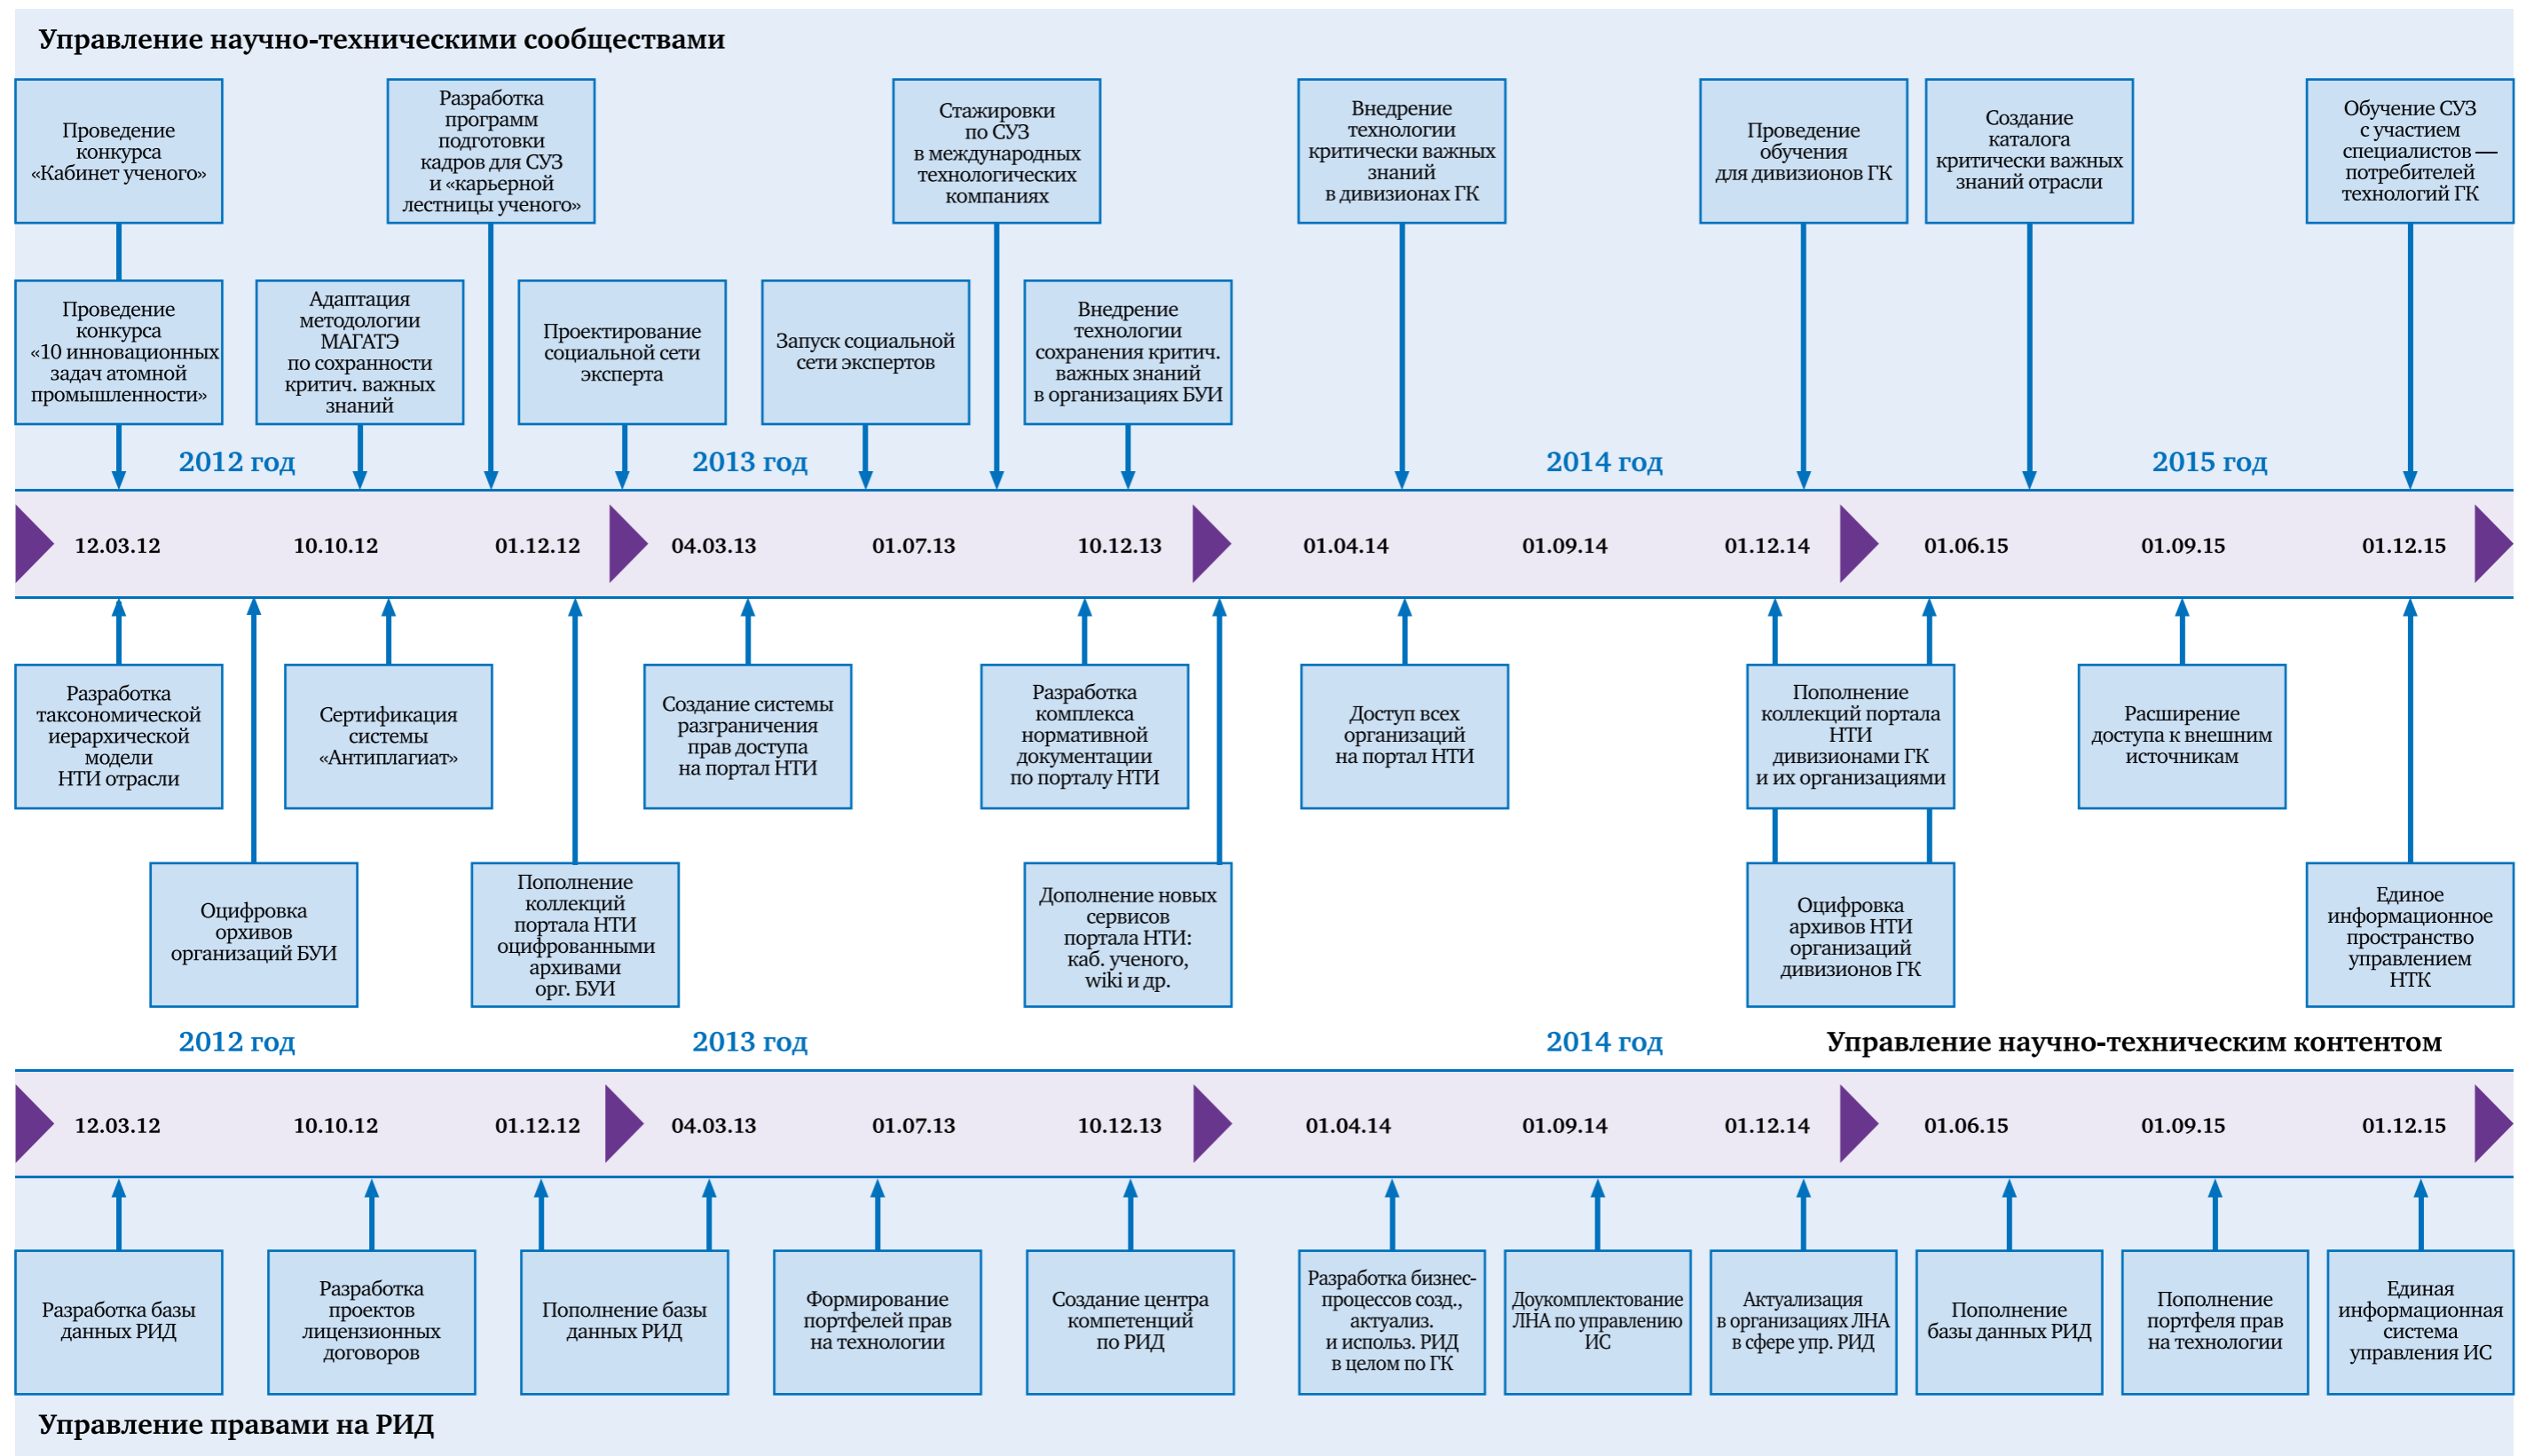 Управление научно-техническими сообществами
Проведение
конкурса
«Кабинет ученого»
Разработка
программ
подготовки
кадров для СУЗ
и «карьерной
лестницы ученого»
Стажировки
по СУЗ
в международных
технологических
компаниях
Внедрение
технологии
критически важных
знаний
в дивизионах ГК
Проведение
обучения
для дивизионов ГК
Создание
каталога
критически важных
знаний отрасли
Обучение СУЗ
с участием
специалистов —
потребителей
технологий ГК
Проведение
конкурса
«10 инновационных
задач атомной
промышленности»
Адаптация
методологии
МАГАТЭ
по сохранности
критич. важных
знаний
Проектирование
социальной сети
эксперта
Запуск социальной
сети экспертов
Внедрение
технологии
сохранения критич.
важных знаний
в организациях БУИ
2012 год
2013 год
2014 год
2015 год
12.03.12
10.10.12
01.12.12
04.03.13
01.07.13
10.12.13
01.04.14
01.09.14
01.12.14
01.06.15
01.09.15
01.12.15
Разработка
таксономической
иерархической
модели
НТИ отрасли
Сертификация
системы
«Антиплагиат»
Создание системы
разграничения
прав доступа
на портал НТИ
Разработка
комплекса
нормативной
документации
по порталу НТИ
Доступ всех
организаций
на портал НТИ
Пополнение
коллекций портала
НТИ
дивизионами ГК
и их организациями
Расширение
доступа к внешним
источникам
Оцифровка
орхивов
организаций БУИ
Пополнение
коллекций
портала НТИ
оцифрованными
архивами
орг. БУИ
Дополнение новых
сервисов
портала НТИ:
каб. ученого,
wiki и др.
Оцифровка
архивов НТИ
организаций
дивизионов ГК
Единое
информационное
пространство
управлением
НТК
2012 год
2013 год
2014 год
Управление научно-техническим контентом
12.03.12
10.10.12
01.12.12
04.03.13
01.07.13
10.12.13
01.04.14
01.09.14
01.12.14
01.06.15
01.09.15
01.12.15
Разработка базы
данных РИД
Разработка
проектов
лицензионных
договоров
Пополнение базы
данных РИД
Формирование
портфелей прав
на технологии
Создание центра
компетенций
по РИД
Разработка бизнес-
процессов созд.,
актуализ.
и использ. РИД
в целом по ГК
Доукомплектование
ЛНА по управлению
ИС
Актуализация
в организациях ЛНА
в сфере упр. РИД
Пополнение
базы данных РИД
Пополнение
портфеля прав
на технологии
Единая
информационная
система
управления ИС
Управление правами на РИД